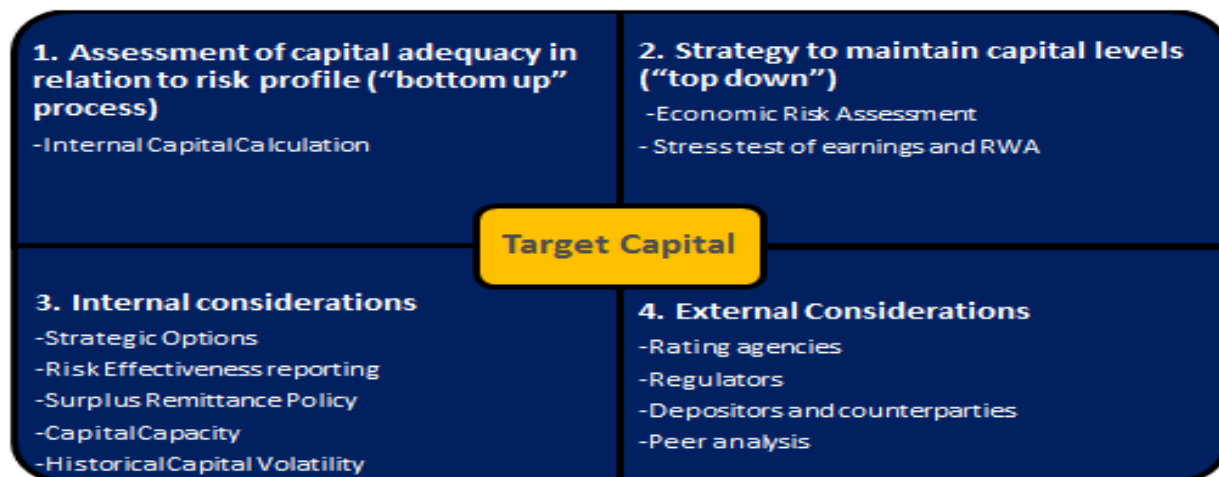 1. Assessment of capital adequacy in
relation to risk profile (“bottom up”
process)
-Internal Capital Calculation
2. Strategy to maintain capital levels
(“top down”)
-Economic Risk Assessment
- Stress test of earnings and RWA
Target Capital
3. Internal considerations
-Strategic Options
-Risk Effectiveness reporting
-Surplus Remittance Policy
-Capital Capacity
-Historical Capital Volatility
4. External Considerations
-Rating agencies
-Regulators
-Depositors and counterparties
-Peer analysis